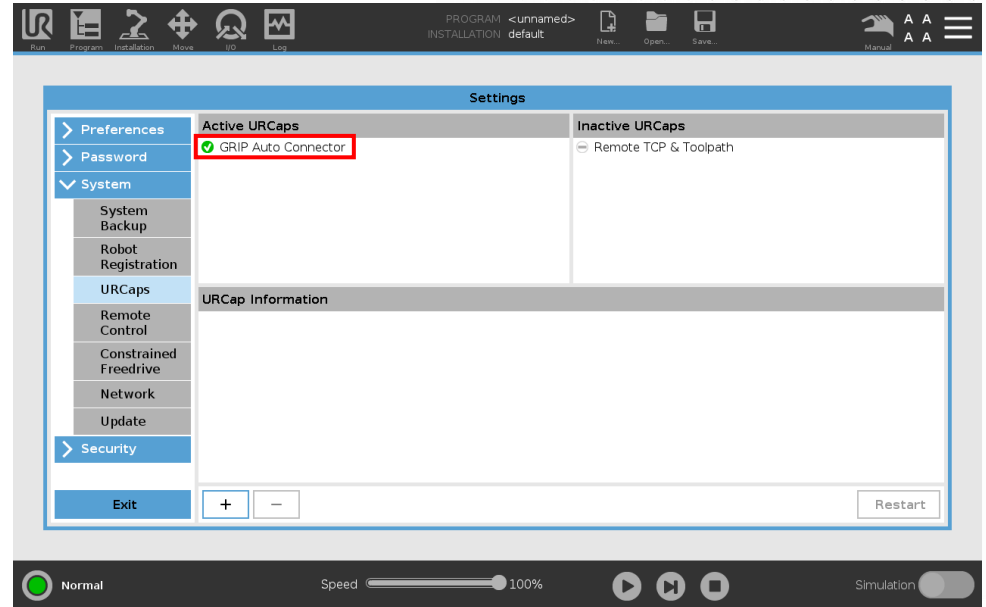 PROGRAM <unnamed>
INSTALLATION default
UR
A A
A A
Run
Program
Installation
Move
I/O
Log
New...
Open...
Save...
Manual
Settings
Preferences
Password
System
System
Backup
Robot
Registration
URCaps
Remote
Control
Constrained
Freedrive
Network
Update
Security
Exit
Active URCaps
GRIP Auto Connector
Inactive URCaps
Remote TCP & Toolpath
URCap Information
+
−
Restart
Normal
Speed
100%
Simulation